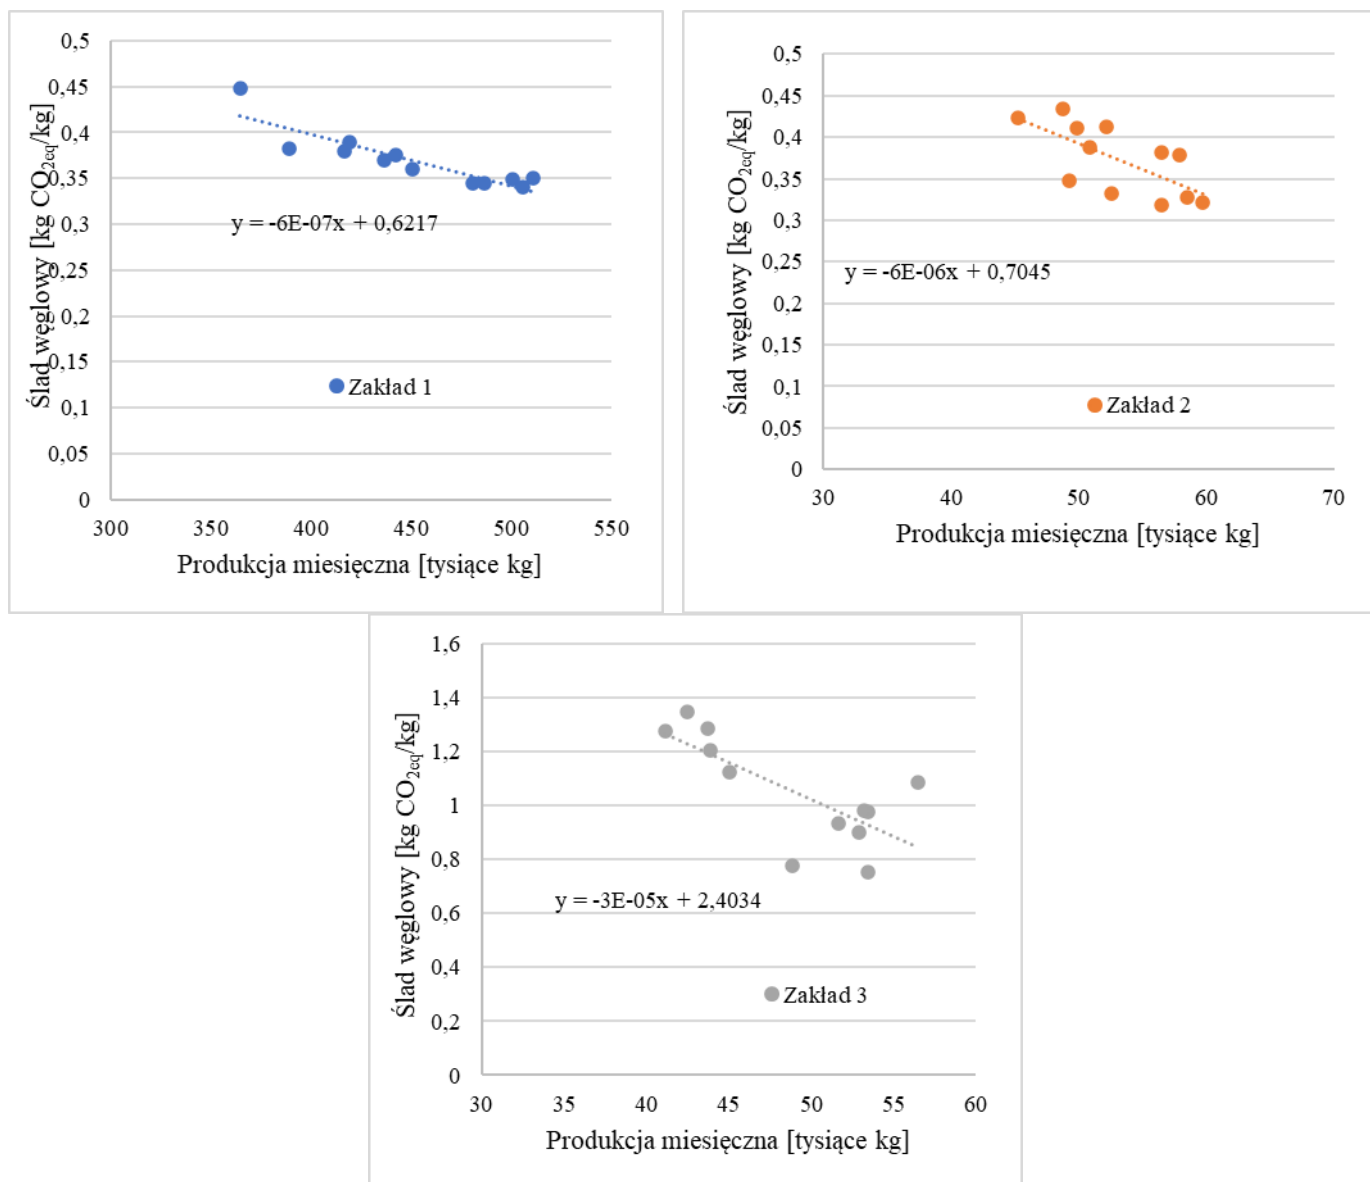 0,5
0,45
0,4
0,35
0,3
0,25
0,2
0,15
0,1
0,05
0
Ślad węglowy [kg CO2eq/kg]
y = -6E-07x + 0,6217
Zakład 1
300 350 400 450 500 550
Produkcja miesięczna [tysiące kg]
0,5
0,45
0,4
0,35
0,3
0,25
0,2
0,15
0,1
0,05
0
Ślad węglowy [kg CO2eq/kg]
y = -6E-06x + 0,7045
Zakład 2
30 40 50 60 70
Produkcja miesięczna [tysiące kg]
1,6
1,4
1,2
1
0,8
0,6
0,4
0,2
0
Ślad węglowy [kg CO2eq/kg]
y = -3E-05x + 2,4034
Zakład 3
30 35 40 45 50 55 60
Produkcja miesięczna [tysiące kg]